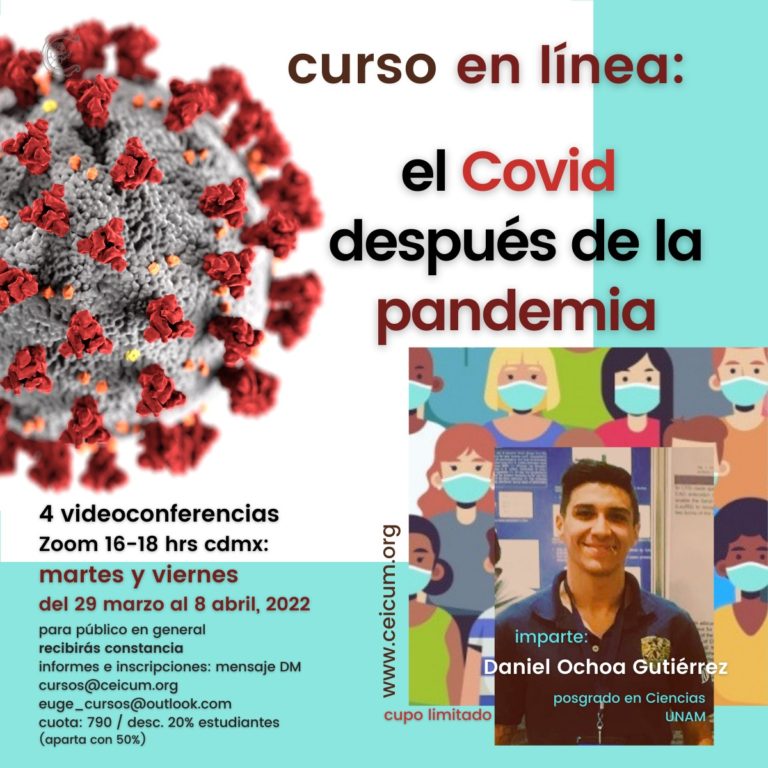 curso en línea:
el Covid
después de la
pandemia
4 videoconferencias
Zoom 16-18 hrs cdmx:
martes y viernes
del 29 marzo al 8 abril, 2022
para público en general
recibirás constancia
informes e inscripciones: mensaje DM
cursos@ceicum.org
euge_cursos@outlook.com
cuota: 790 / desc. 20% estudiantes
(aparta con 50%)
www.ceicum.org
cupo limitado
imparte:
Daniel Ochoa Gutiérrez
posgrado en Ciencias
UNAM